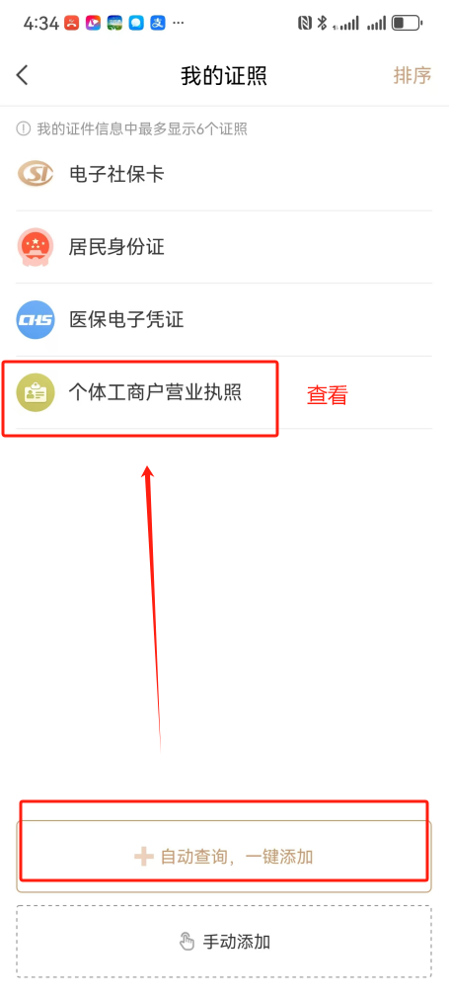 4:34
我的证照
排序
我的证件信息中最多显示6个证照
电子社保卡
居民身份证
CHS
医保电子凭证
个体工商户营业执照
查看
自动查询，一键添加
手动添加